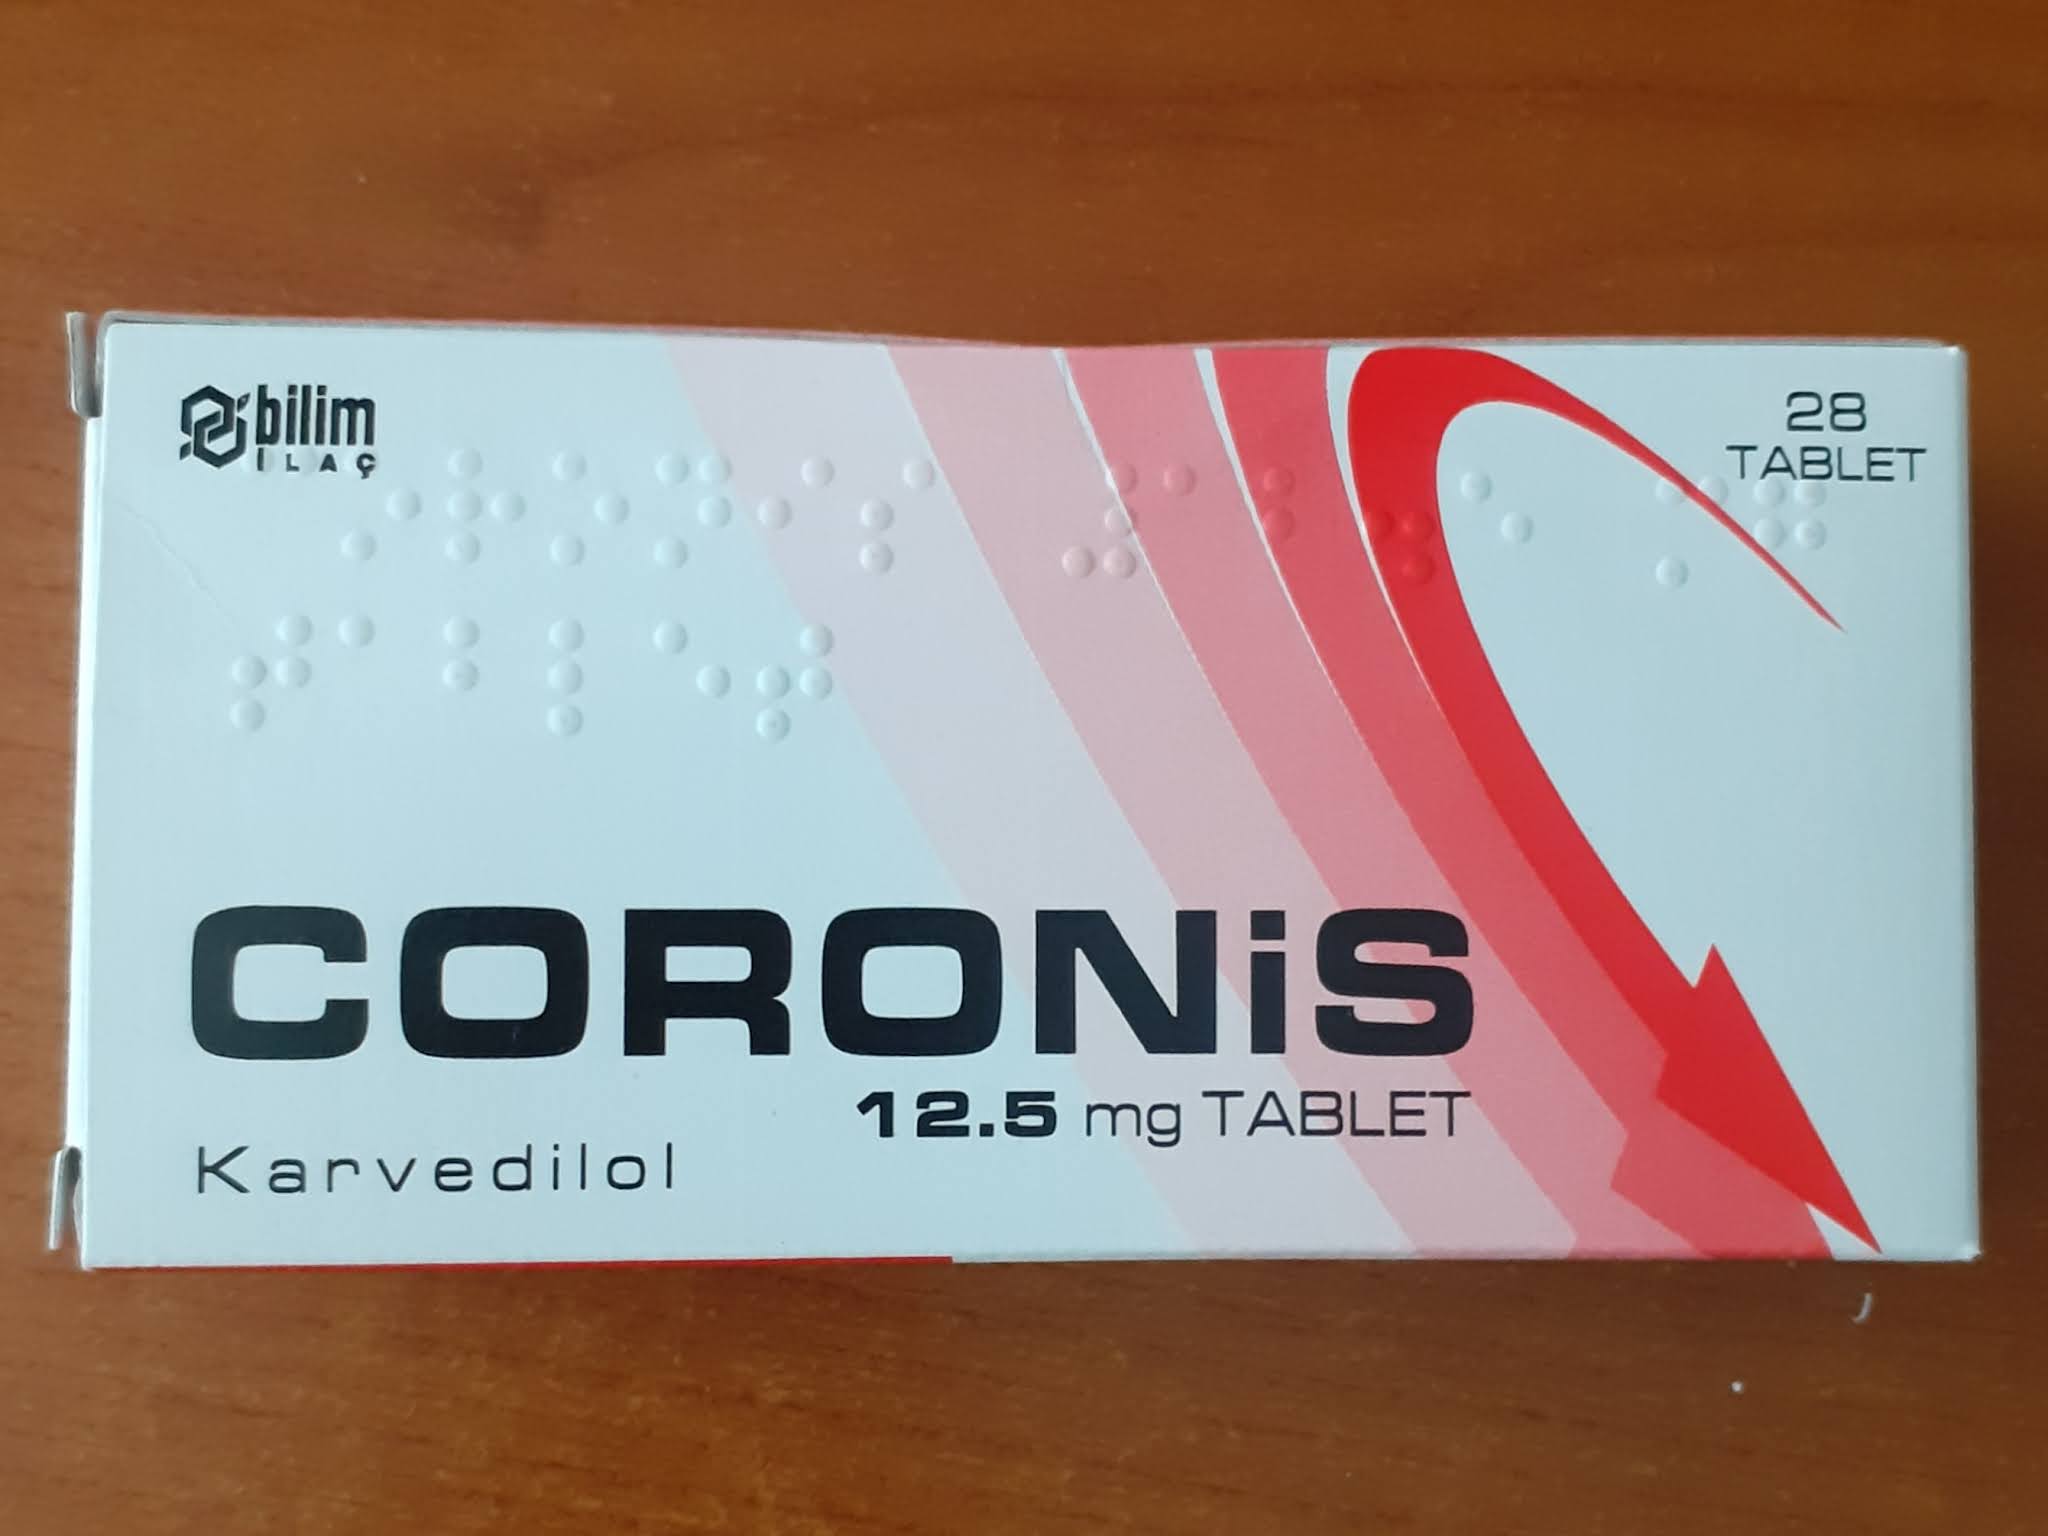 bilim
İLAÇ
28
TABLET
CORONiS
12.5 mg TABLET
Karvedilol